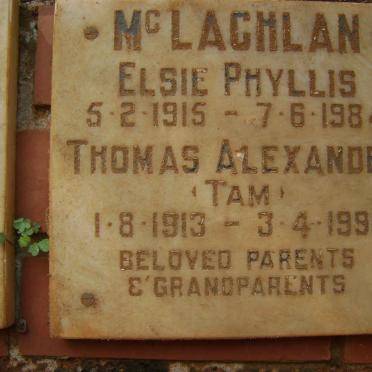 McLACHLAN
ELSIE PHYLLIS
5·2·1915 - 7·6·198
THOMAS
'TAM'
1·8·1913 - 3·4·199
BELOVED PARENTS
& GRANDPARENTS